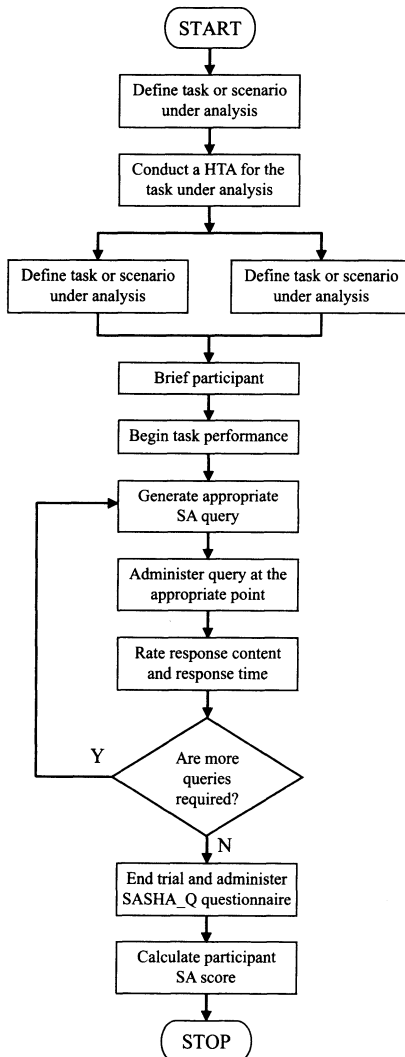 START
Define task or scenario
under analysis
Conduct a HTA for the
task under analysis
Define task or scenario
under analysis
Define task or scenario
under analysis
Brief participant
Begin task performance
Generate appropriate
SA query
Administer query at the
appropriate point
Rate response content
and response time
Y
Are more
queries
required?
N
End trial and administer
SASHA_Q questionnaire
Calculate participant
SA score
STOP